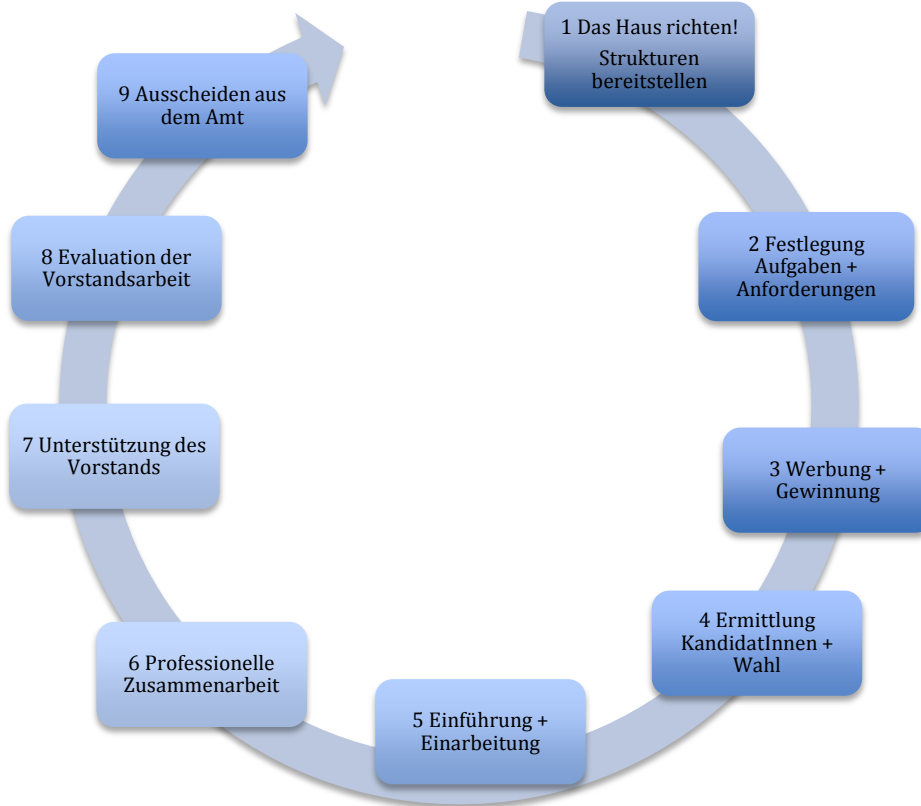 1 Das Haus richten!
Strukturen
bereitstellen
2 Festlegung
Aufgaben +
Anforderungen
3 Werbung +
Gewinnung
4 Ermittlung
KandidatInnen +
Wahl
5 Einführung +
Einarbeitung
6 Professionelle
Zusammenarbeit
7 Unterstützung des
Vorstands
8 Evaluation der
Vorstandsarbeit
9 Ausscheiden aus
dem Amt